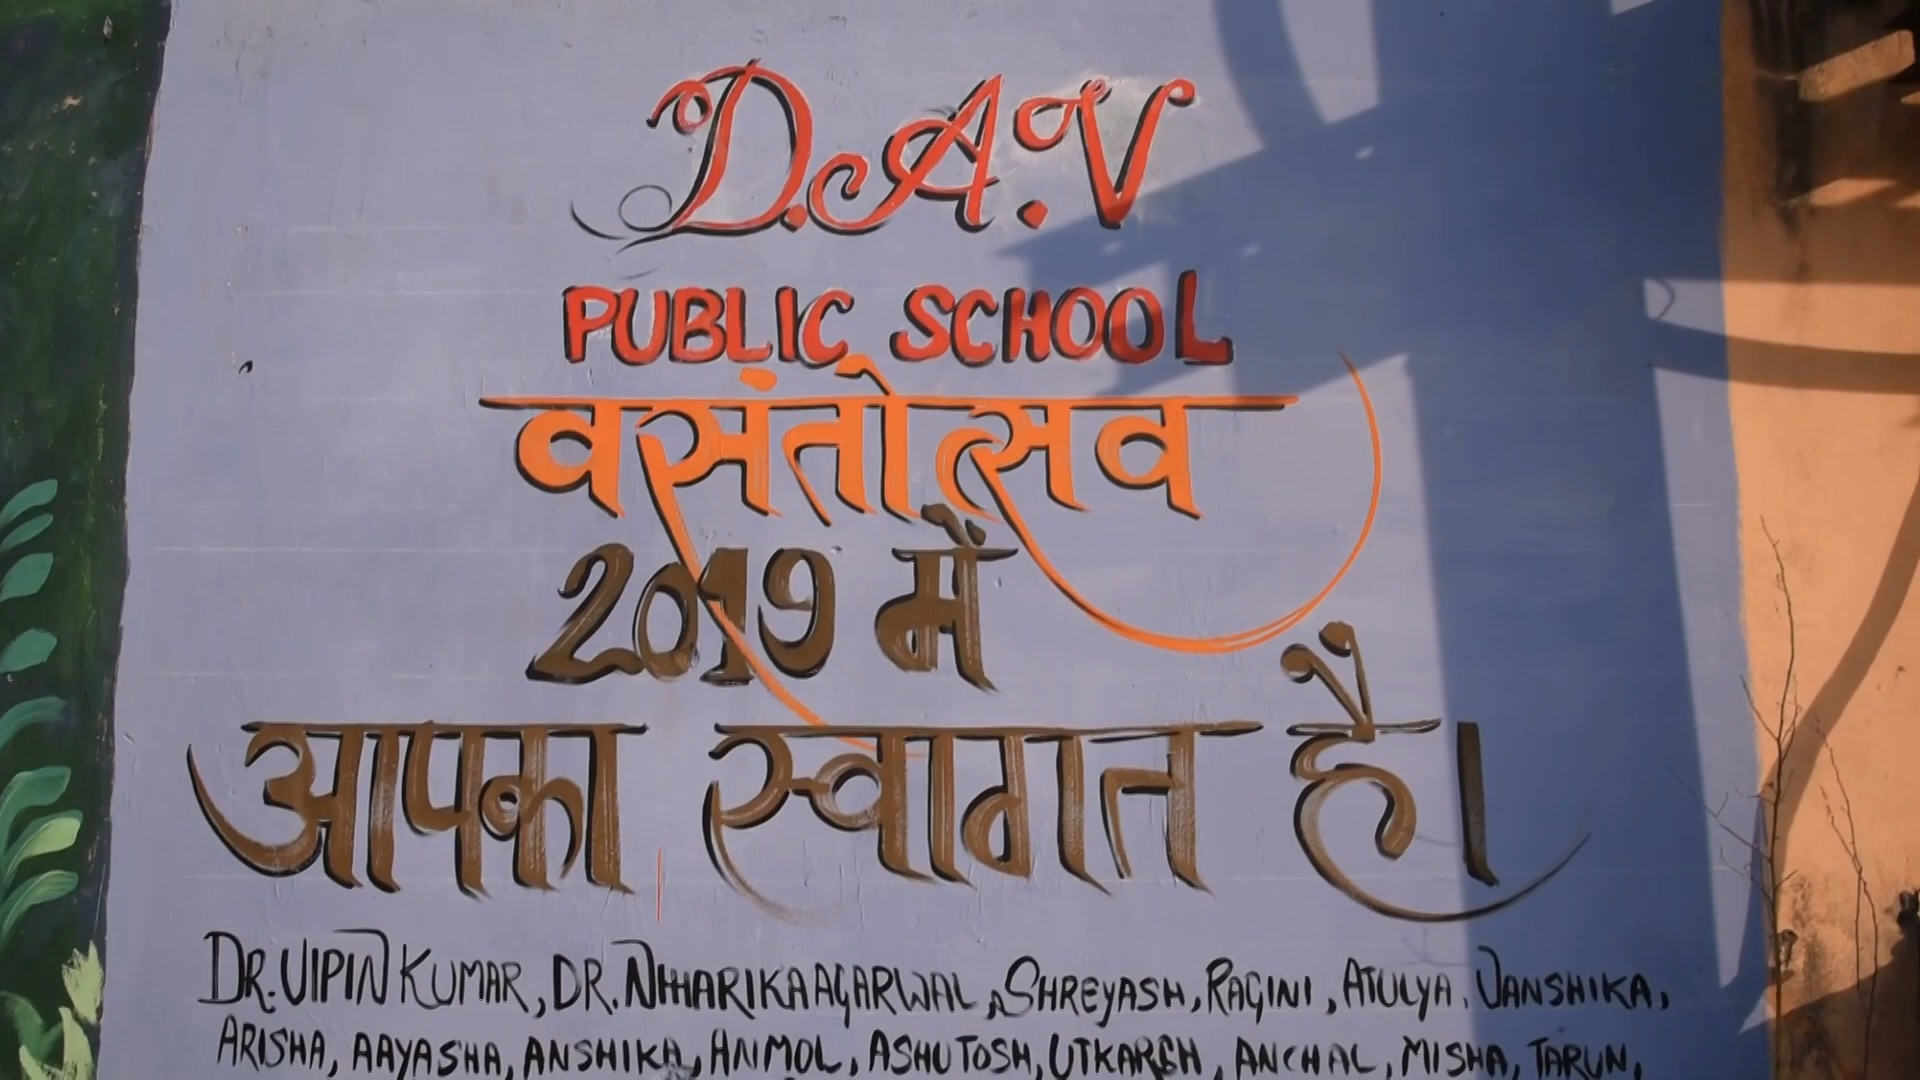 D.A.V
PUBLIC SCHOOL
वसंतोत्सव
2019 में
आपका स्वागत है।
DR. VIPIN KUMAR, DR. NIHARIKA AGARWAL, SHREYASH, RAGINI, ATULYA, VANSHIKA,
ARISHA, AAYASHA, ANSHIKA, ANMOL, ASHUTOSH, UTKARSH, ANCHAL, MISHA, TARUN,